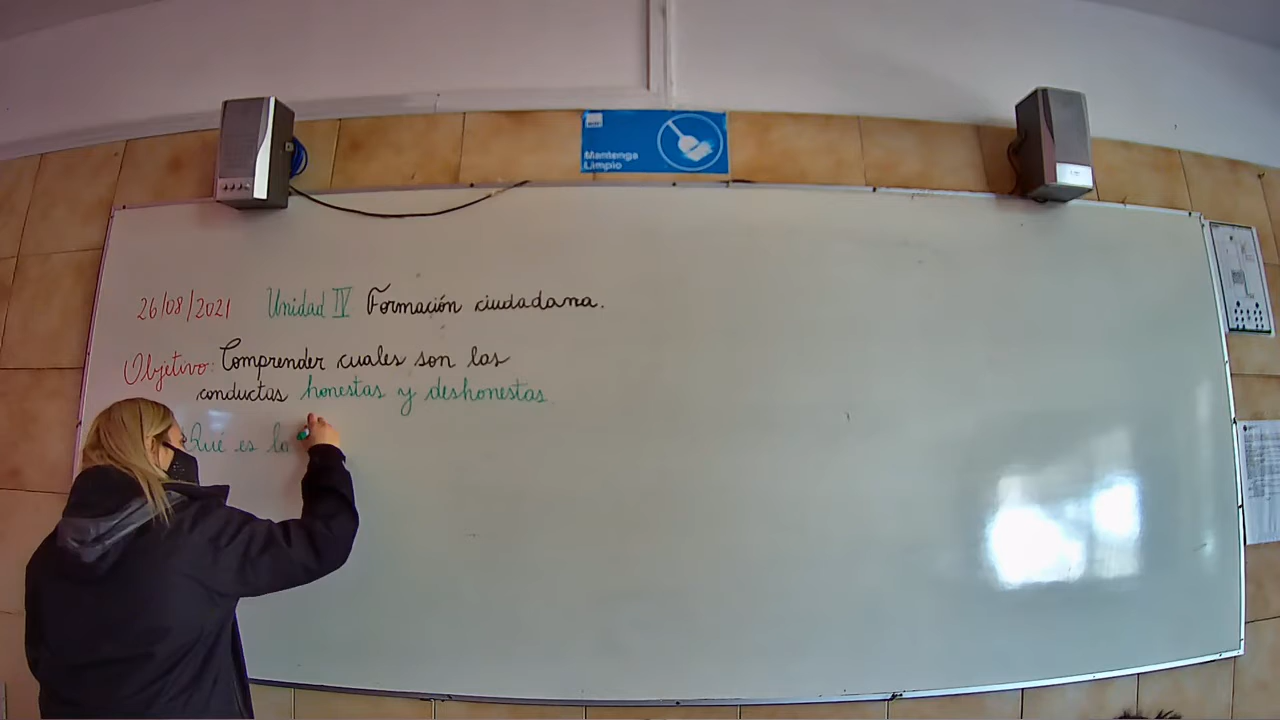 Mantenga
Limpio
26/08/2021 Unidad IV Formación ciudadana.
Objetivo: Comprender cuales son las
conductas honestas y deshonestas
¿Qué es la